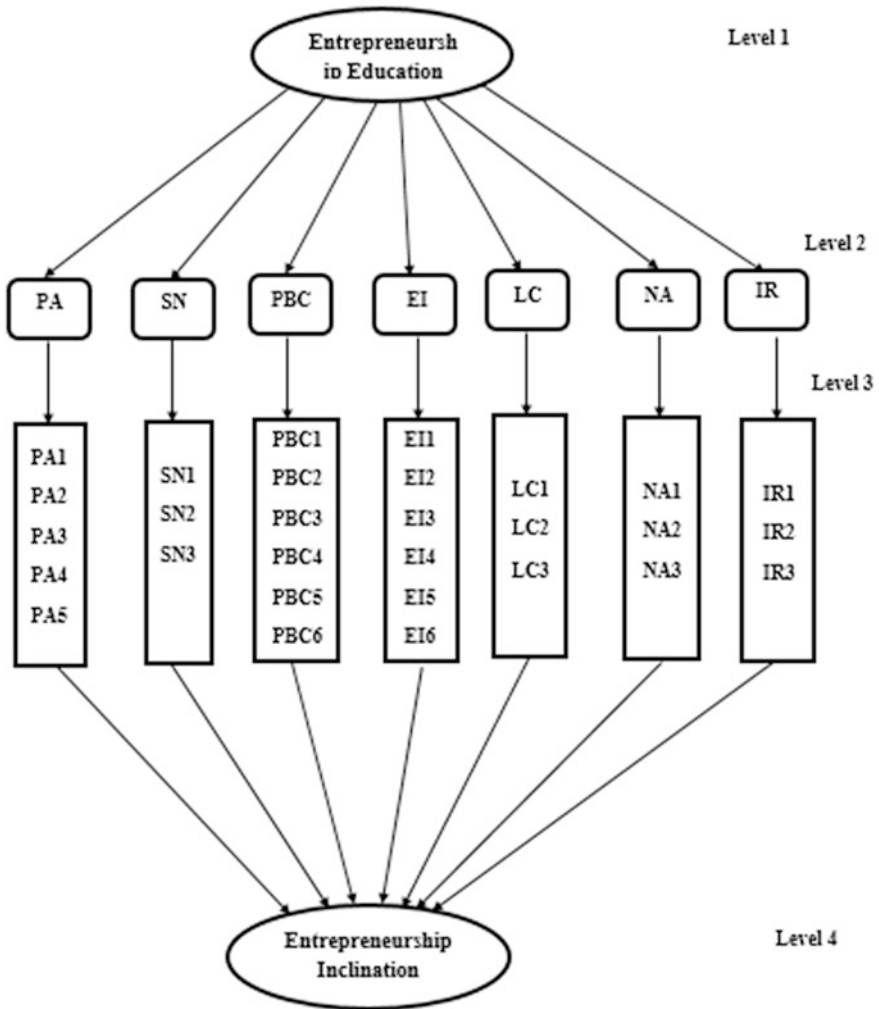 Entrepreneursh
ip Education
Level 1
Level 2
PA
SN
PBC
EI
LC
NA
IR
Level 3
PA1
PA2
PA3
PA4
PA5
SN1
SN2
SN3
PBC1
PBC2
PBC3
PBC4
PBC5
PBC6
EI1
EI2
EI3
EI4
EI5
EI6
LC1
LC2
LC3
NA1
NA2
NA3
IR1
IR2
IR3
Entrepreneurship
Inclination
Level 4